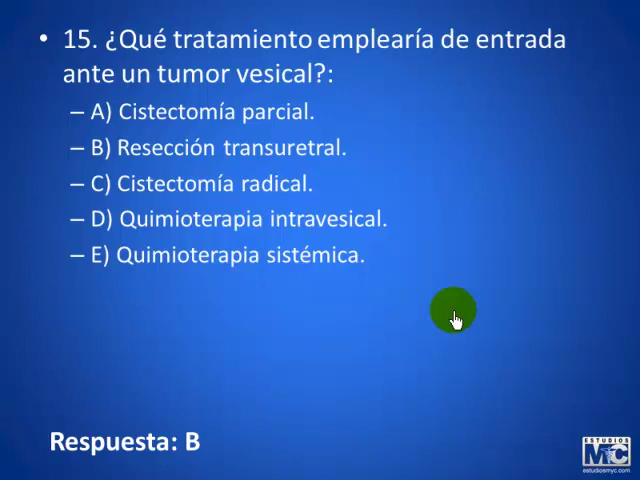 • 15. ¿Qué tratamiento emplearía de entrada
ante un tumor vesical?:
– A) Cistectomía parcial.
– B) Resección transuretral.
– C) Cistectomía radical.
– D) Quimioterapia intravesical.
– E) Quimioterapia sistémica.
Respuesta: B
ESTUDIOS
MYC
estudiosmyc.com